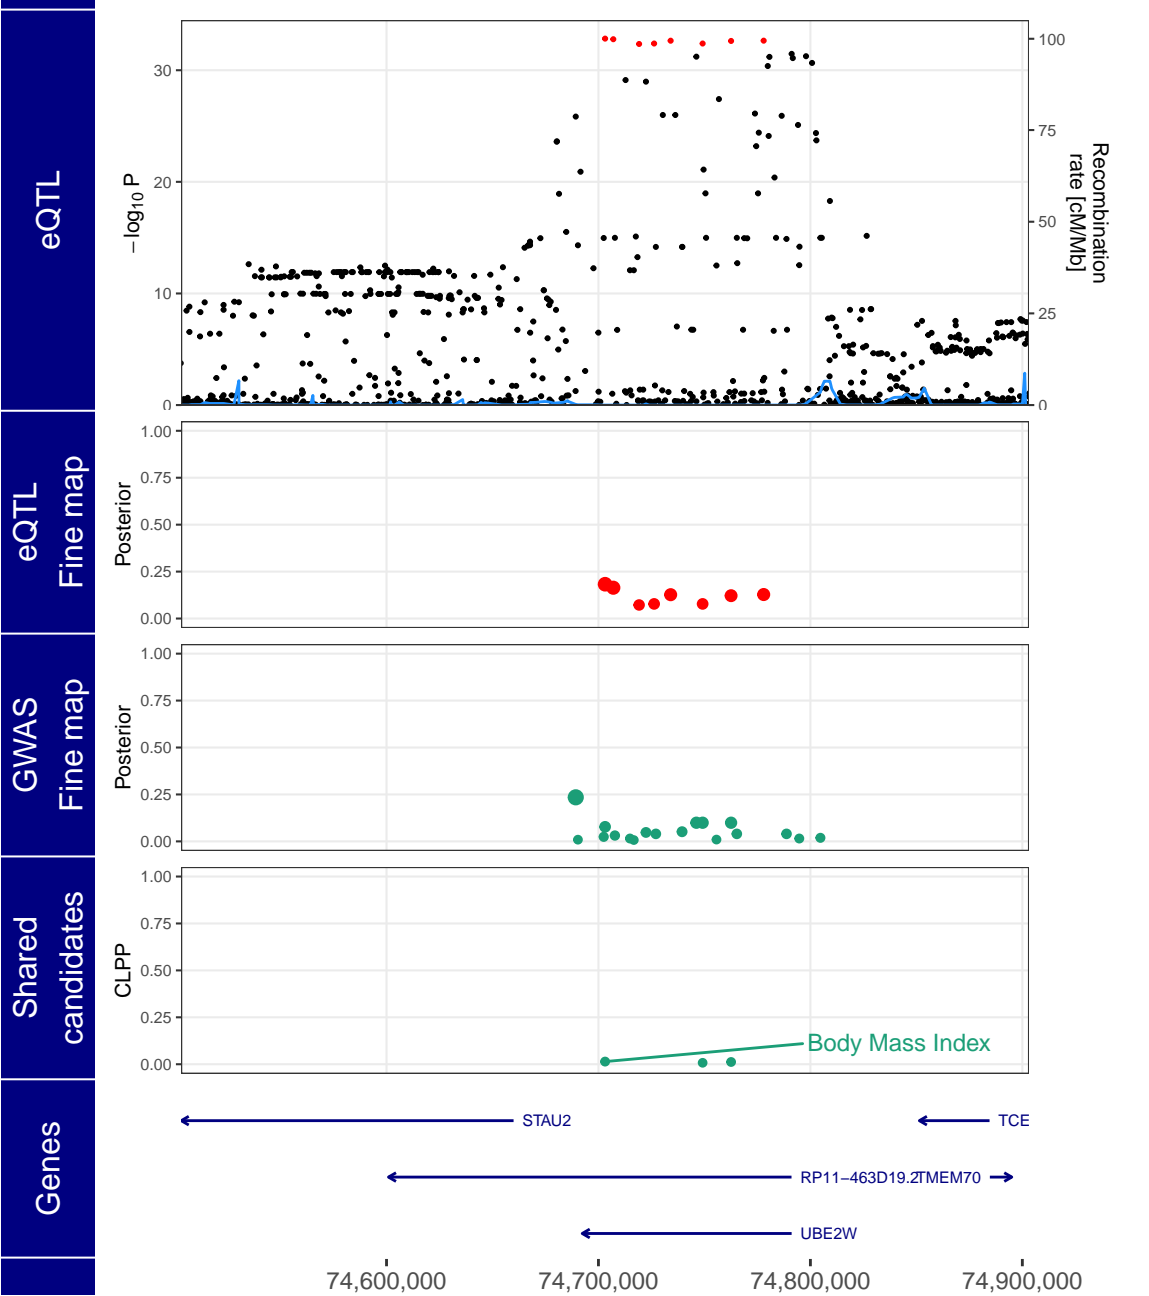 eQTL
−log10 P
30
20
10
0
100
75
50
25
0
Recombination
rate [cM/Mb]
eQTL
Fine map
Posterior
1.00
0.75
0.50
0.25
0.00
GWAS
Fine map
Posterior
1.00
0.75
0.50
0.25
0.00
Shared
candidates
CLPP
1.00
0.75
0.50
0.25
0.00
Body Mass Index
Genes
STAU2
TCE
RP11−463D19.2
TMEM70
UBE2W
74,600,000
74,700,000
74,800,000
74,900,000